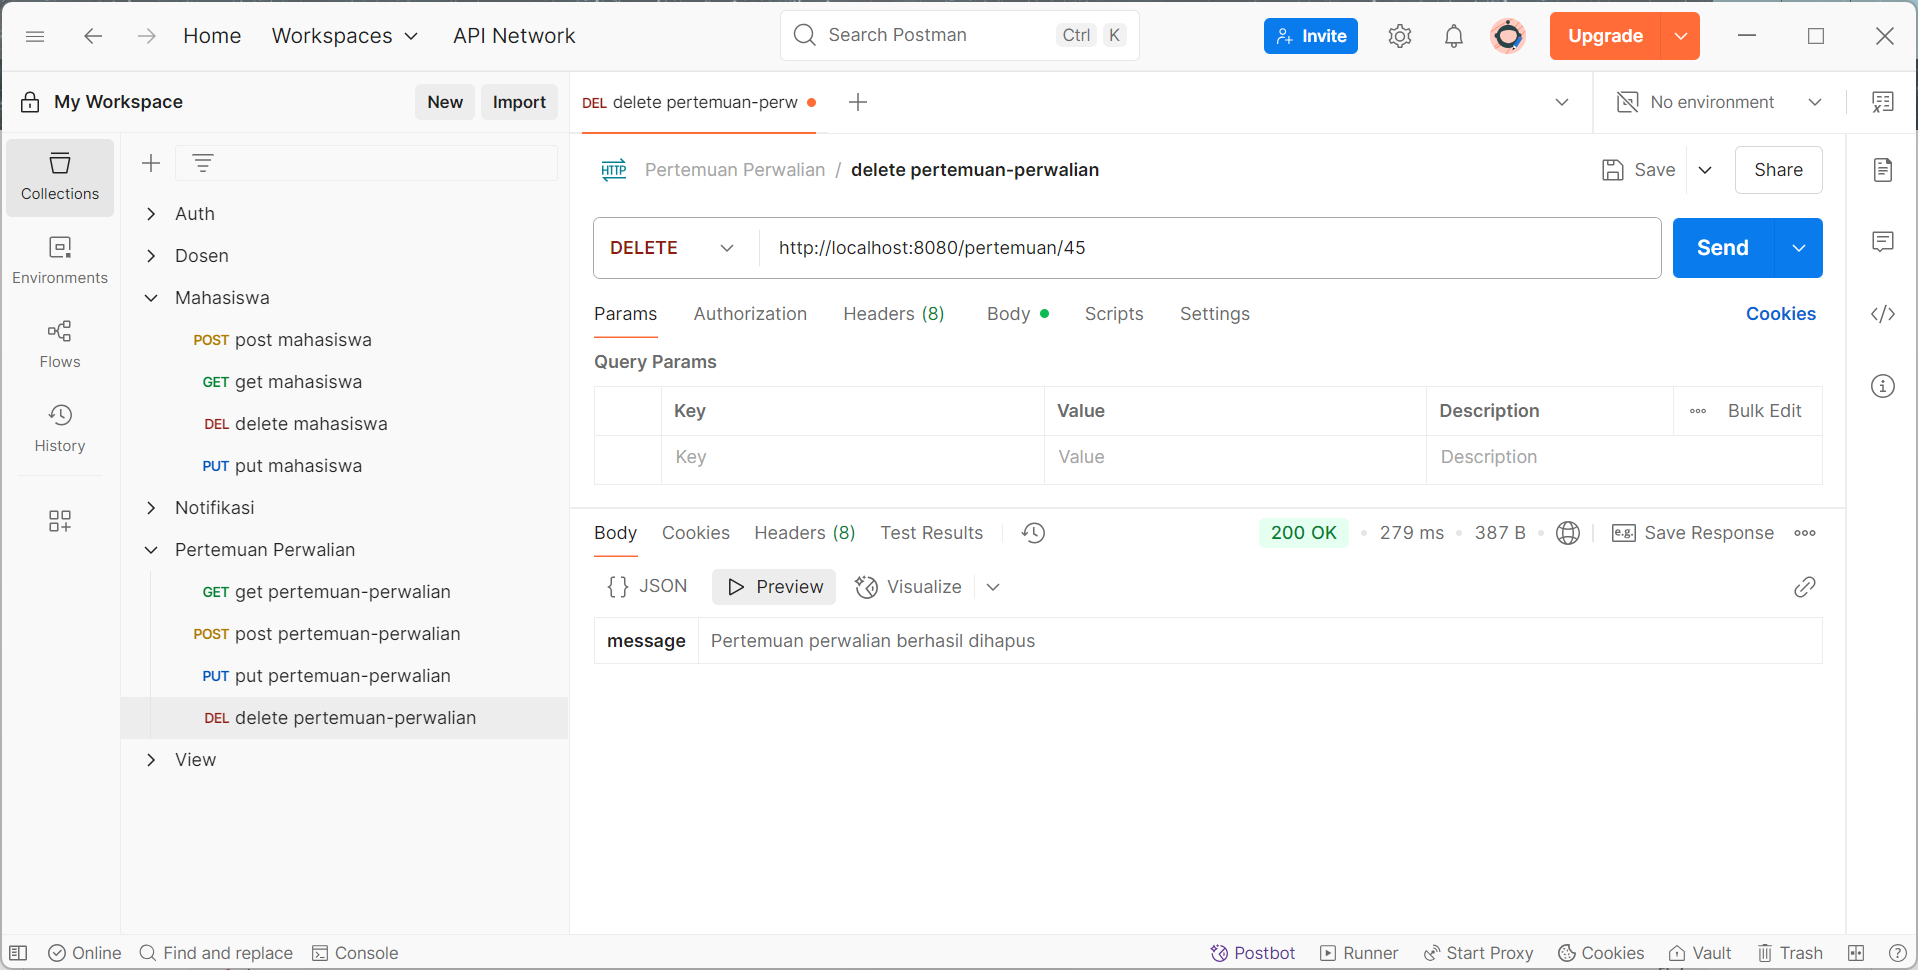 Home Workspaces API Network Search Postman Ctrl K Invite Upgrade
My Workspace New Import DEL delete pertemuan-perw No environment
Collections
Environments
Flows
History
Auth
Dosen
Mahasiswa
POST post mahasiswa
GET get mahasiswa
DEL delete mahasiswa
PUT put mahasiswa
Notifikasi
Pertemuan Perwalian
GET get pertemuan-perwalian
POST post pertemuan-perwalian
PUT put pertemuan-perwalian
DEL delete pertemuan-perwalian
View
HTTP Pertemuan Perwalian / delete pertemuan-perwalian Save Share
DELETE http://localhost:8080/pertemuan/45 Send
Params Authorization Headers (8) Body Scripts Settings Cookies
Query Params
Key Value Description Bulk Edit
Key Value Description
Body Cookies Headers (8) Test Results 200 OK 279 ms 387 B e.g. Save Response
{} JSON Preview Visualize
message Pertemuan perwalian berhasil dihapus
Online Find and replace Console Postbot Runner Start Proxy Cookies Vault Trash